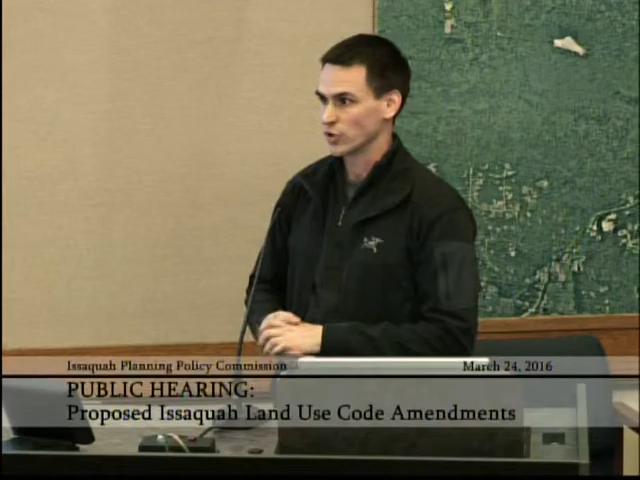 Issaquah Planning Policy Commission March 24, 2016
PUBLIC HEARING:
Proposed Issaquah Land Use Code Amendments